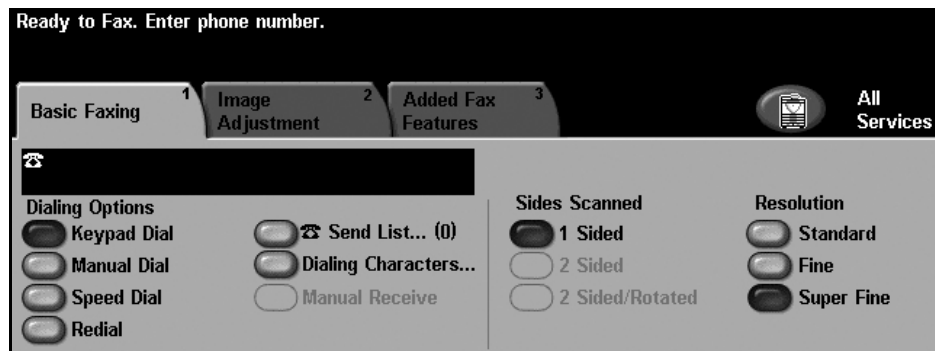 Ready to Fax. Enter phone number.
Basic Faxing 1
Image Adjustment 2
Added Fax Features 3
All Services
☎
Dialing Options
Keypad Dial
Manual Dial
Speed Dial
Redial
☎ Send List... (0)
Dialing Characters...
Manual Receive
Sides Scanned
1 Sided
2 Sided
2 Sided/Rotated
Resolution
Standard
Fine
Super Fine